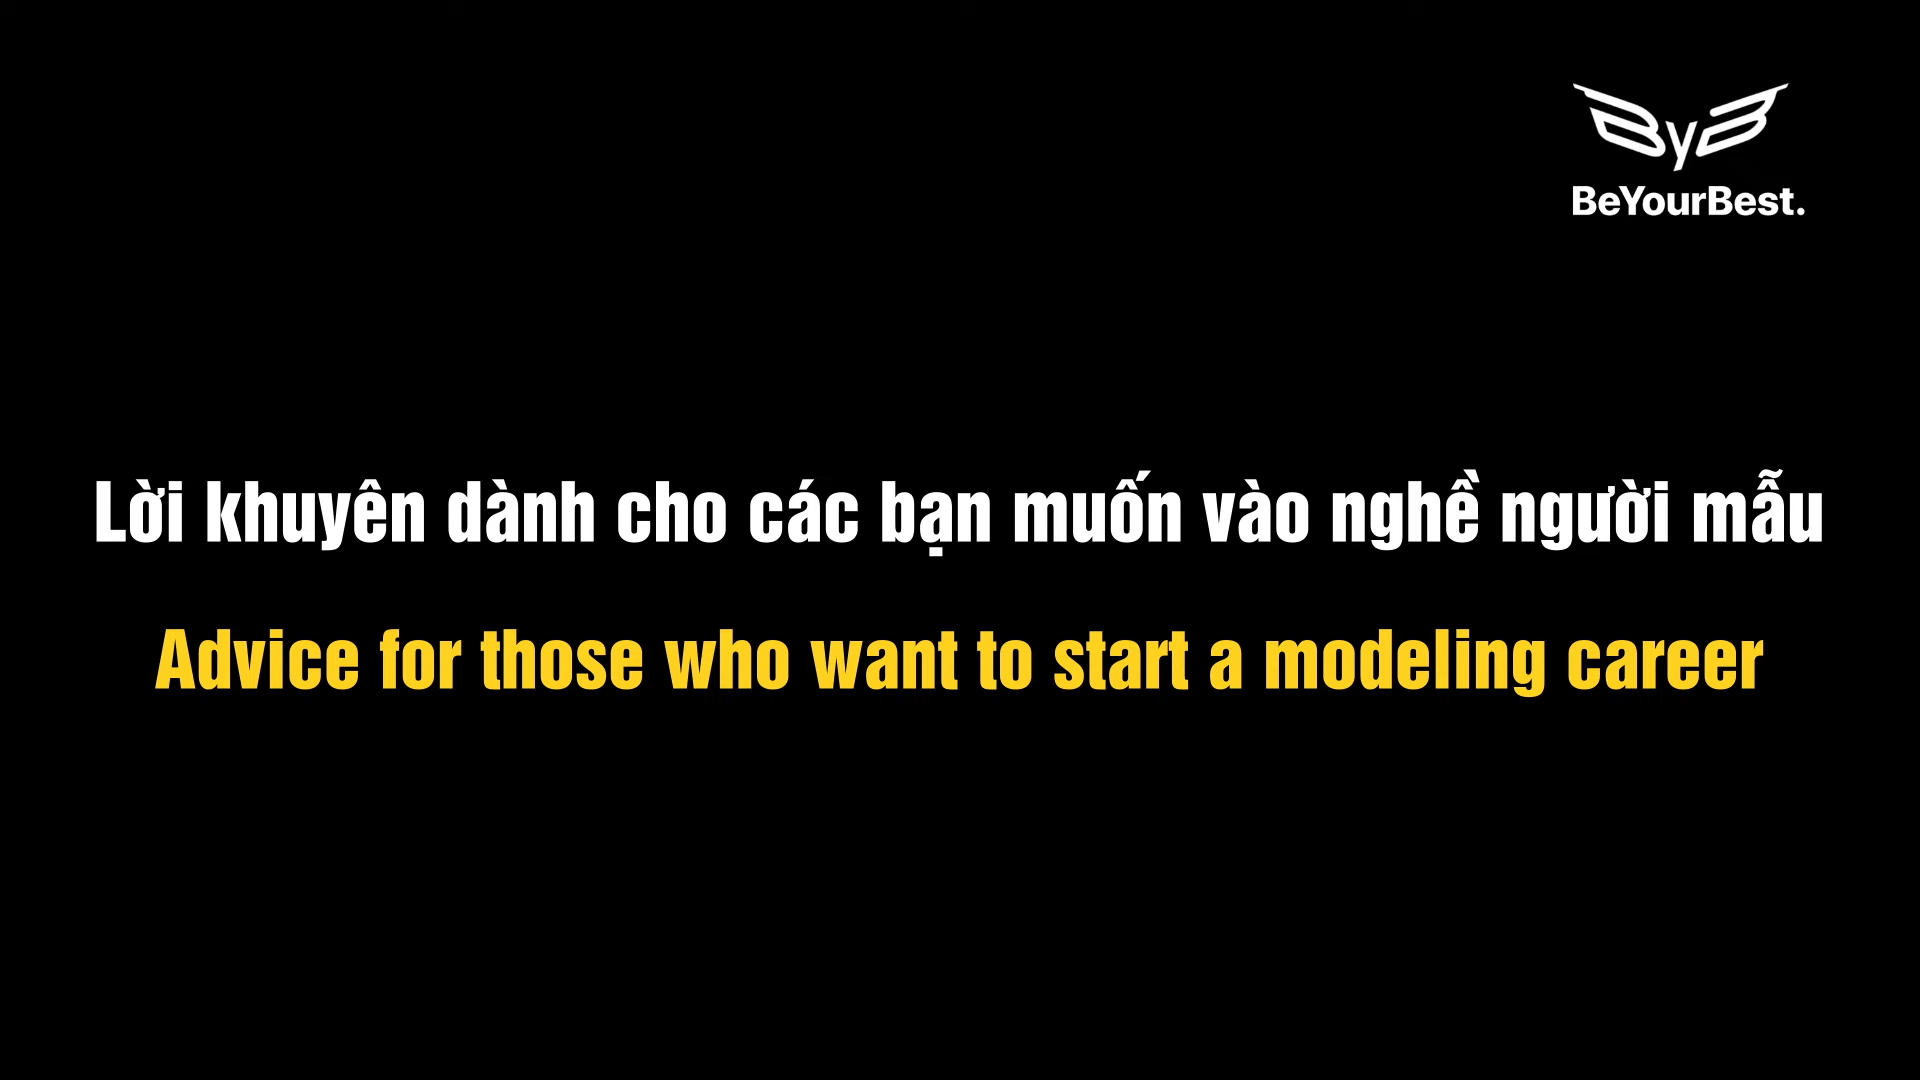 ByB
BeYourBest.
Lời khuyên dành cho các bạn muốn vào nghề người mẫu
Advice for those who want to start a modeling career